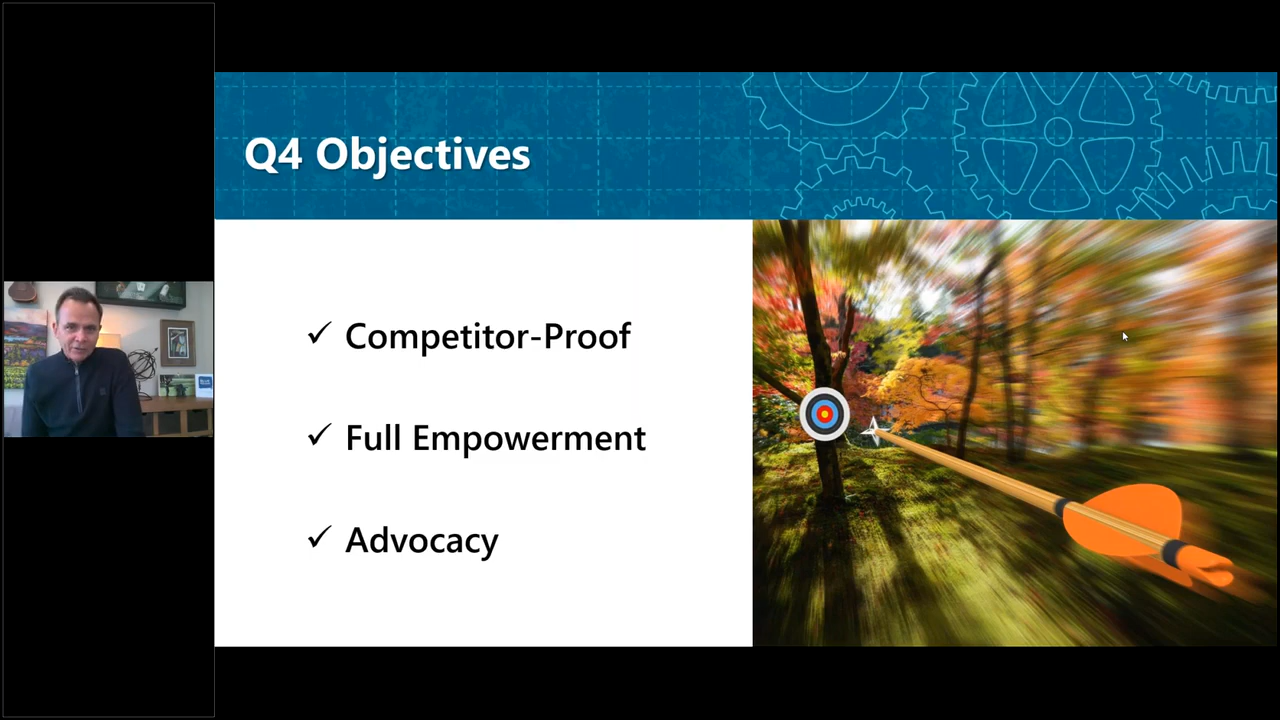 Q4 Objectives
✓ Competitor-Proof
✓ Full Empowerment
✓ Advocacy